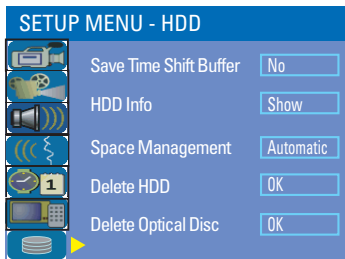 SETUP MENU - HDD
Save Time Shift Buffer No
HDD Info Show
Space Management Automatic
Delete HDD OK
Delete Optical Disc OK
1